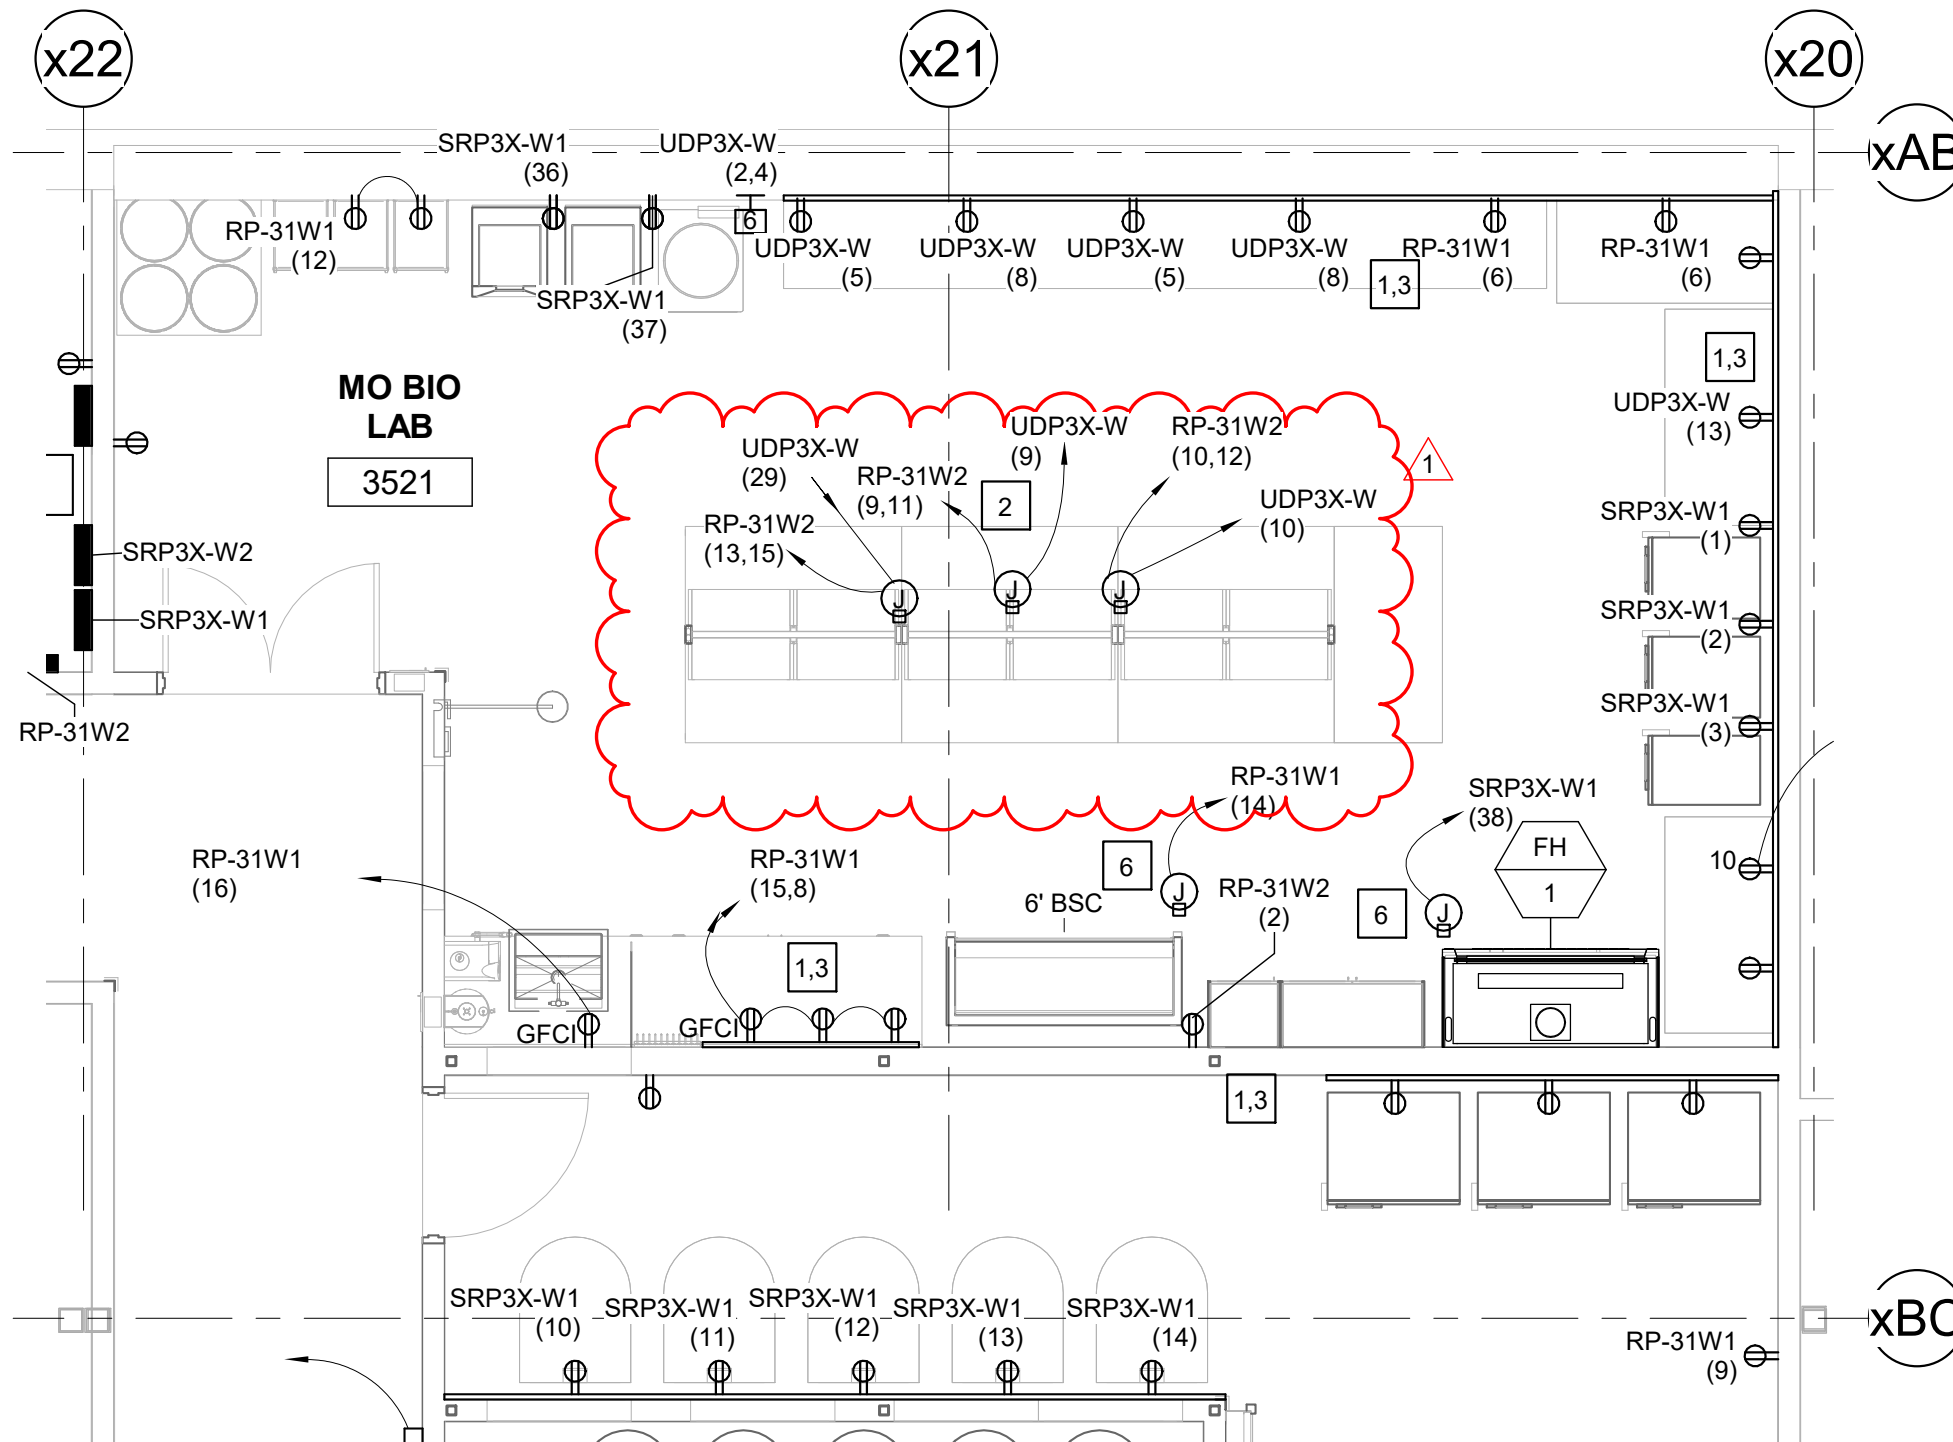 x22
x21
x20
xAB
SRP3X-W1
(36)
UDP3X-W
(2,4)
6
RP-31W1
(12)
SRP3X-W1
(37)
UDP3X-W
(5)
UDP3X-W
(8)
UDP3X-W
(5)
UDP3X-W
(8)
RP-31W1
(6)
RP-31W1
(6)
1,3
1,3
MO BIO
LAB
3521
UDP3X-W
(13)
UDP3X-W
(29)
RP-31W2
(9,11)
UDP3X-W
(9)
RP-31W2
(10,12)
1
2
UDP3X-W
(10)
RP-31W2
(13,15)
J
J
J
SRP3X-W1
(1)
SRP3X-W1
(2)
SRP3X-W1
(3)
SRP3X-W2
SRP3X-W1
RP-31W2
RP-31W1
(14)
SRP3X-W1
(38)
RP-31W1
(16)
RP-31W1
(15,8)
6
J
6' BSC
RP-31W2
(2)
6
J
FH
1
10
1,3
GFCI
GFCI
1,3
SRP3X-W1
(10)
SRP3X-W1
(11)
SRP3X-W1
(12)
SRP3X-W1
(13)
SRP3X-W1
(14)
xBC
RP-31W1
(9)